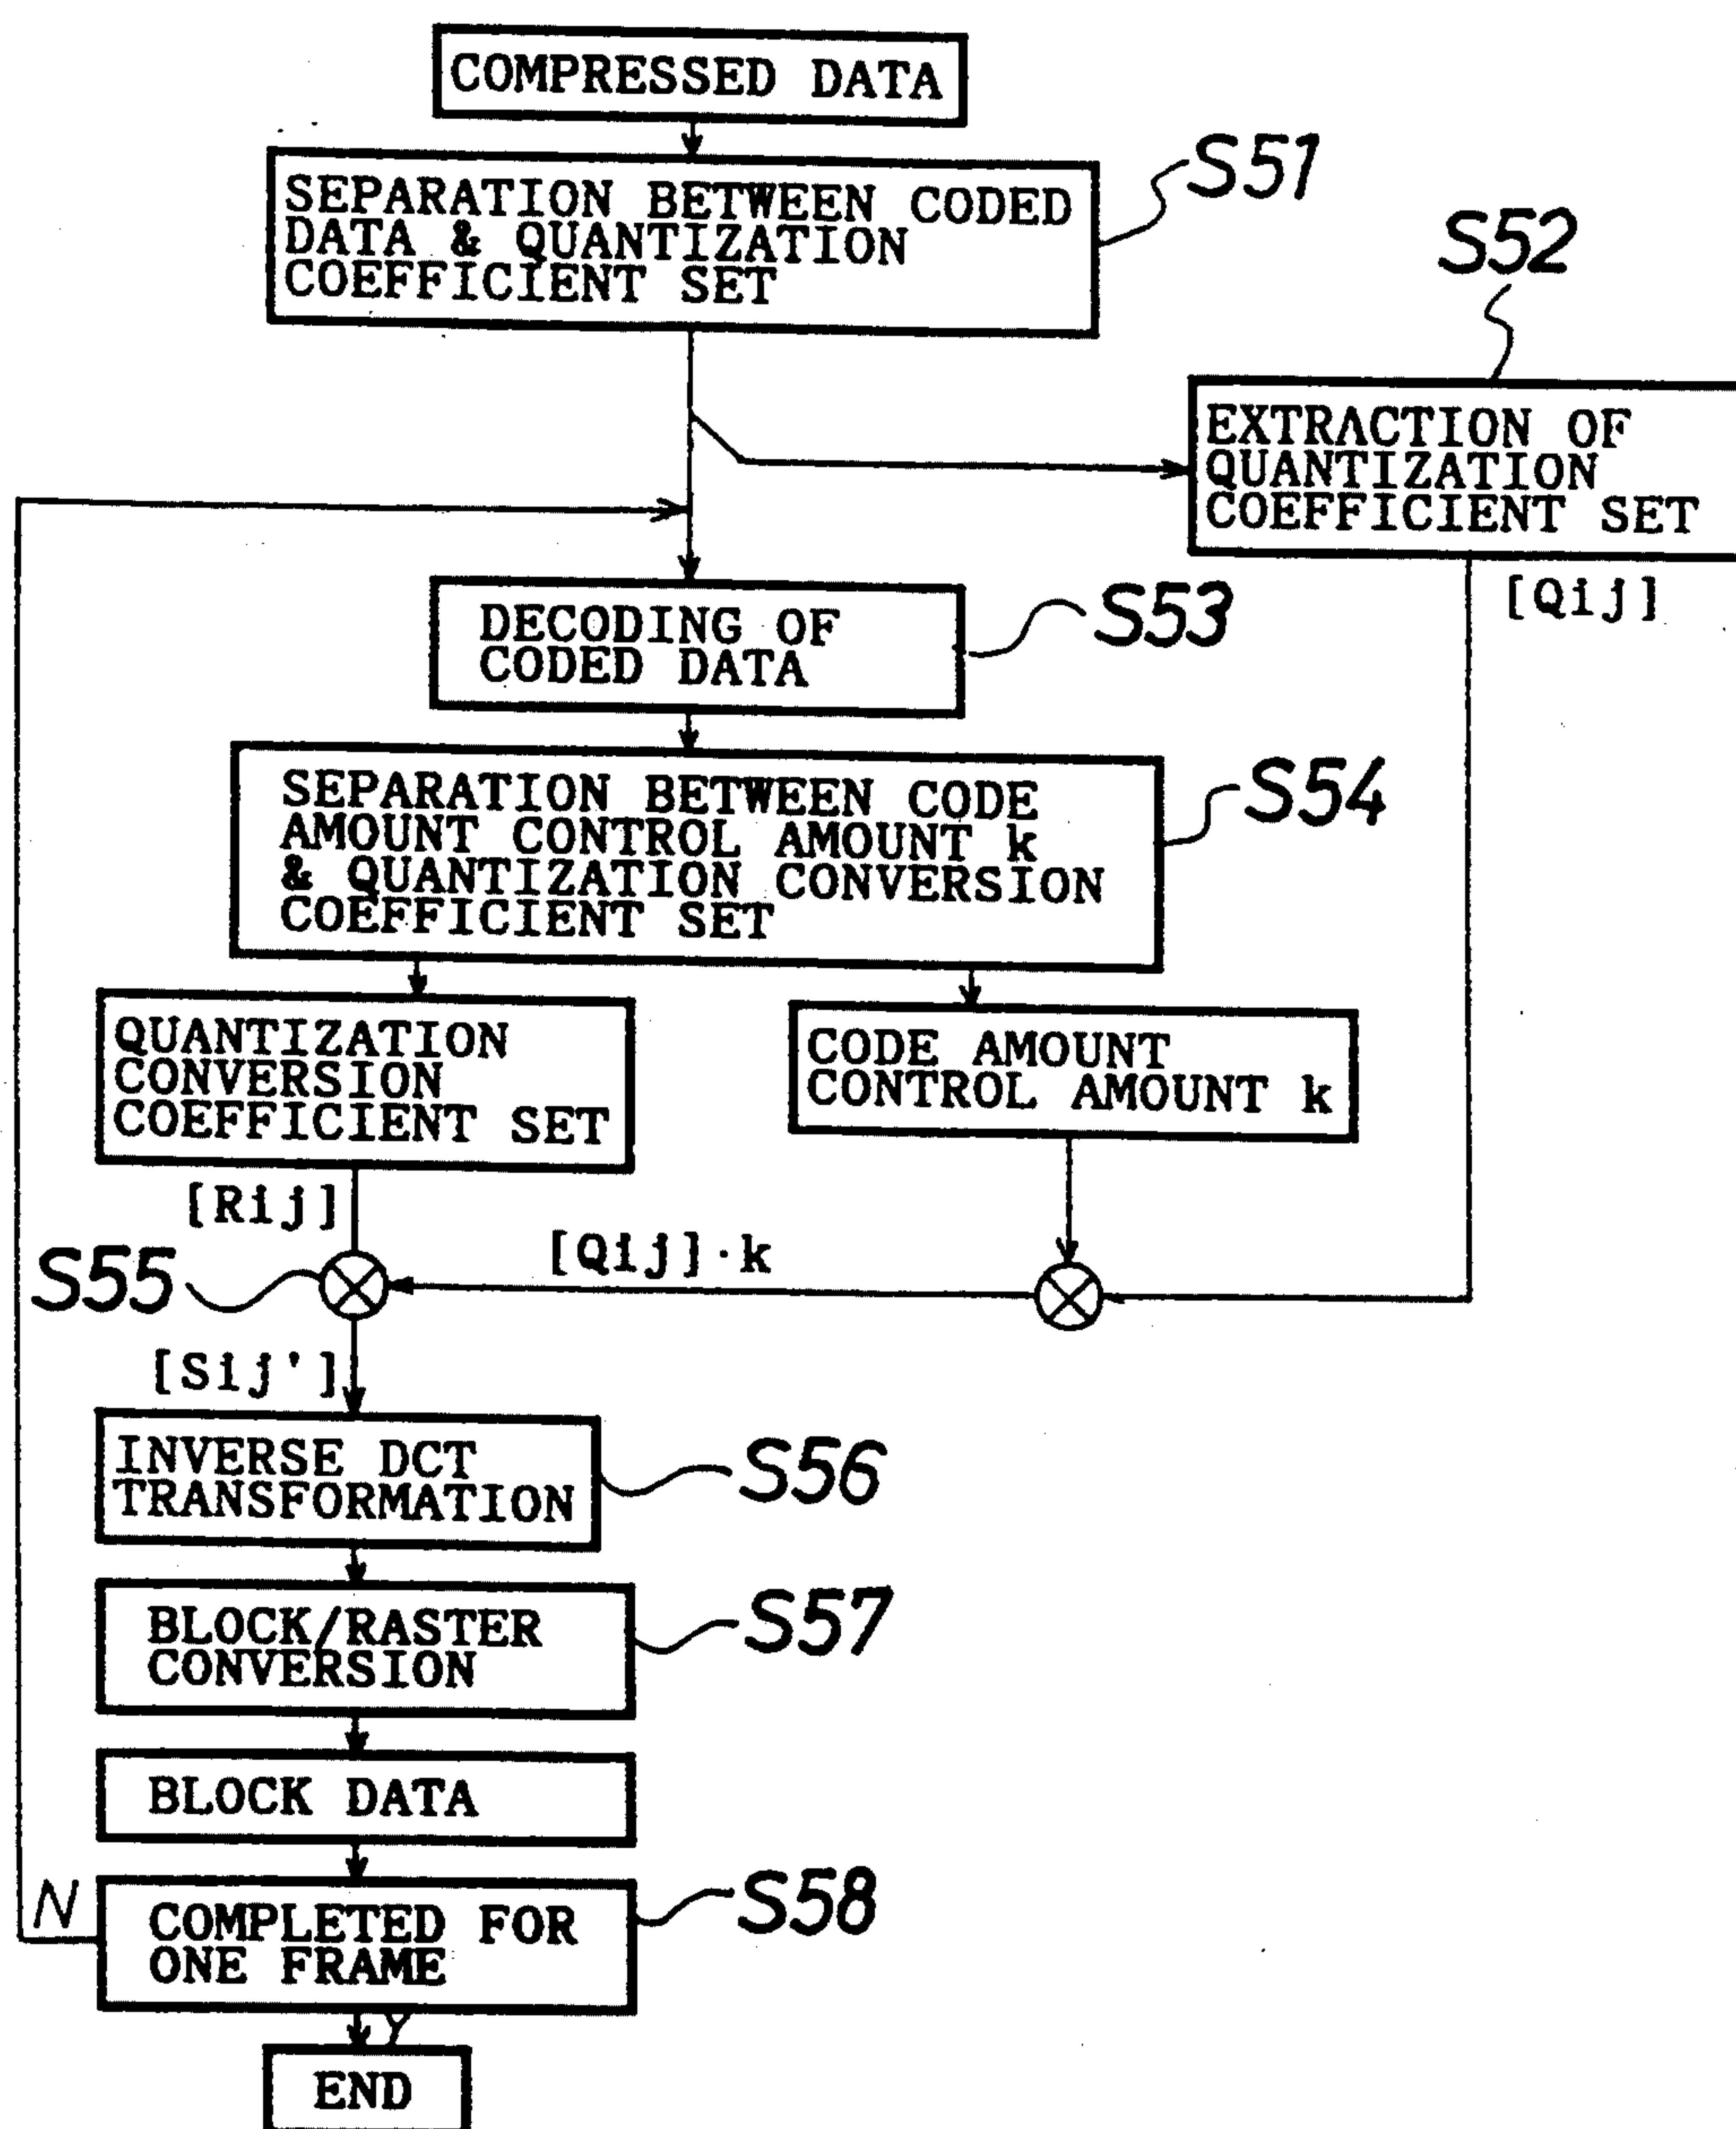 COMPRESSED DATA
SEPARATION BETWEEN CODED
DATA & QUANTIZATION
COEFFICIENT SET
S51
S52
EXTRACTION OF
QUANTIZATION
COEFFICIENT SET
[Qij]
DECODING OF
CODED DATA
S53
SEPARATION BETWEEN CODE
AMOUNT CONTROL AMOUNT k
& QUANTIZATION CONVERSION
COEFFICIENT SET
S54
QUANTIZATION
CONVERSION
COEFFICIENT SET
CODE AMOUNT
CONTROL AMOUNT k
[Rij]
[Qij]·k
S55
[Sij']
INVERSE DCT
TRANSFORMATION
S56
BLOCK/RASTER
CONVERSION
S57
BLOCK DATA
N
COMPLETED FOR
ONE FRAME
S58
Y
END